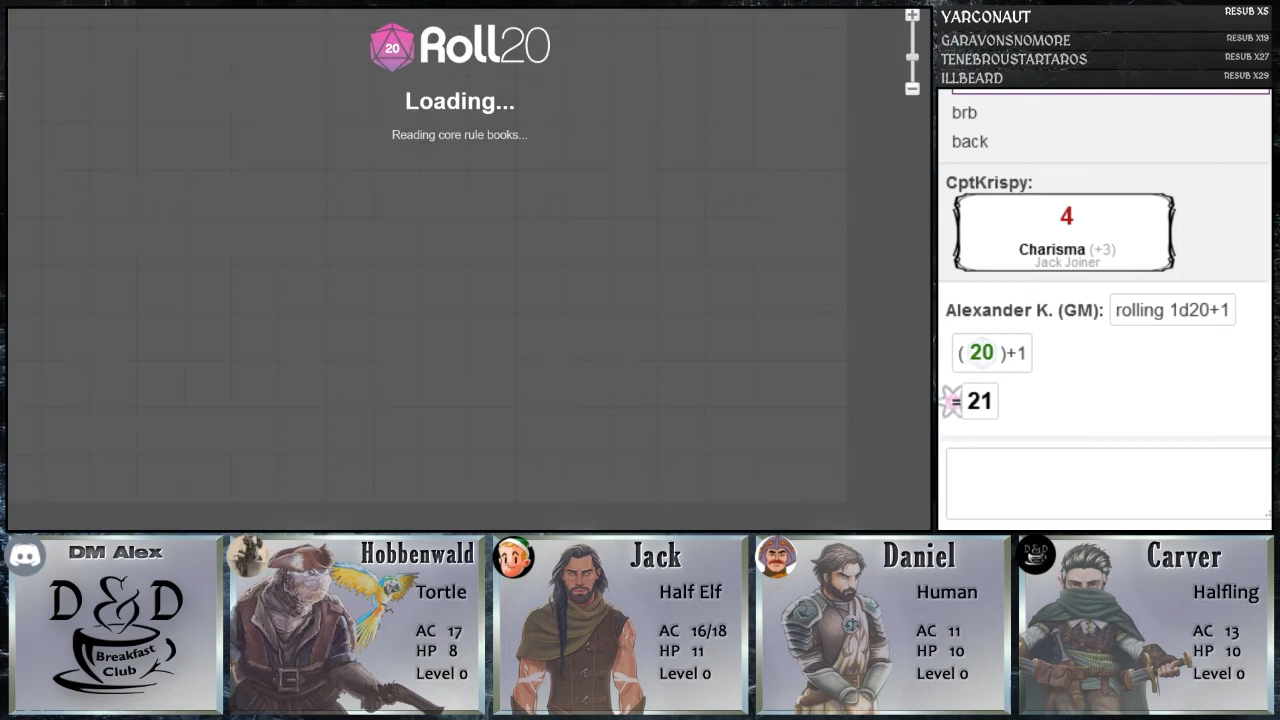 20 Roll20
Loading...
Reading core rule books...
YARCONAUT RESUB X5
GARAVONSNOMORE RESUB X19
TENEBROUSTARTAROS RESUB X27
ILLBEARD RESUB X29
brb
back
CptKrispy:
4
Charisma (+3)
Jack Joiner
Alexander K. (GM): rolling 1d20+1
( 20 )+1
= 21
DM Alex
D & D
Breakfast
Club
Hobbenwald
Tortle
AC 17
HP 8
Level 0
Jack
Half Elf
AC 16/18
HP 11
Level 0
Daniel
Human
AC 11
HP 10
Level 0
D&D
Carver
Halfling
AC 13
HP 10
Level 0